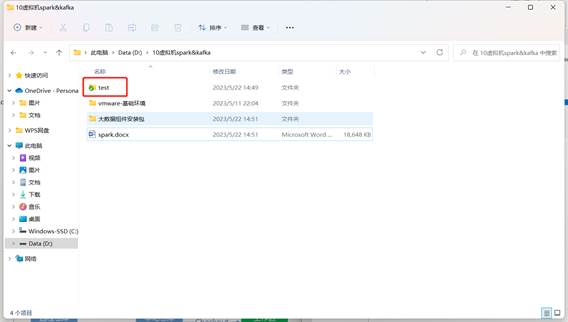 10虚拟机spark&kafka
新建
排序
查看
此电脑 > Data (D:) > 10虚拟机spark&kafka
在 10虚拟机spark&kafka 中搜索
名称 修改日期 类型 大小
快速访问
OneDrive - Persona
图片
文档
WPS网盘
此电脑
视频
图片
文档
下载
音乐
桌面
Windows-SSD (C:)
Data (D:)
网络
test 2023/5/22 14:49 文件夹
vmware-基础环境 2023/5/11 22:04 文件夹
大数据组件安装包 2023/5/22 14:51 文件夹
spark.docx 2023/5/22 14:51 Microsoft Word ... 18,648 KB
4 个项目